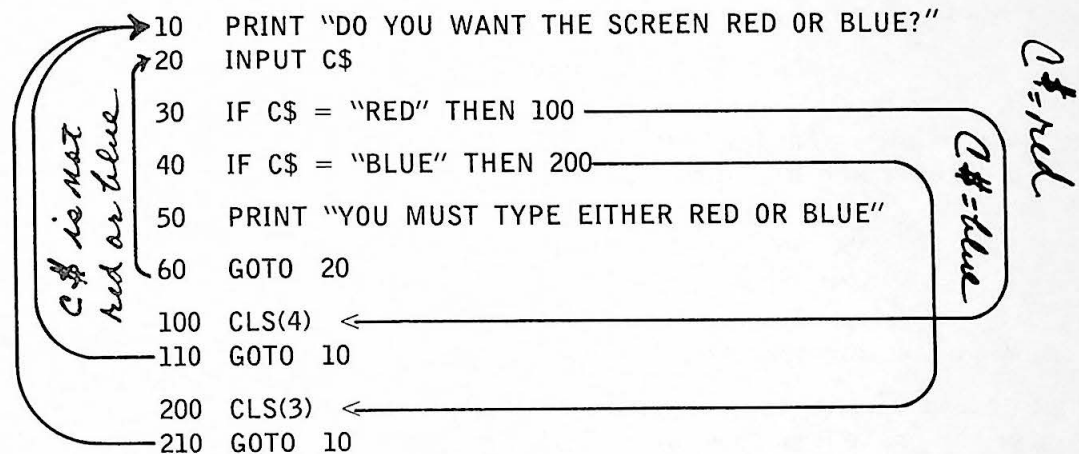 10 PRINT "DO YOU WANT THE SCREEN RED OR BLUE?"
20 INPUT C$
30 IF C$ = "RED" THEN 100
40 IF C$ = "BLUE" THEN 200
50 PRINT "YOU MUST TYPE EITHER RED OR BLUE"
60 GOTO 20
100 CLS(4)
110 GOTO 10
200 CLS(3)
210 GOTO 10
C$ is not
red or blue
C$=blue
C$=red